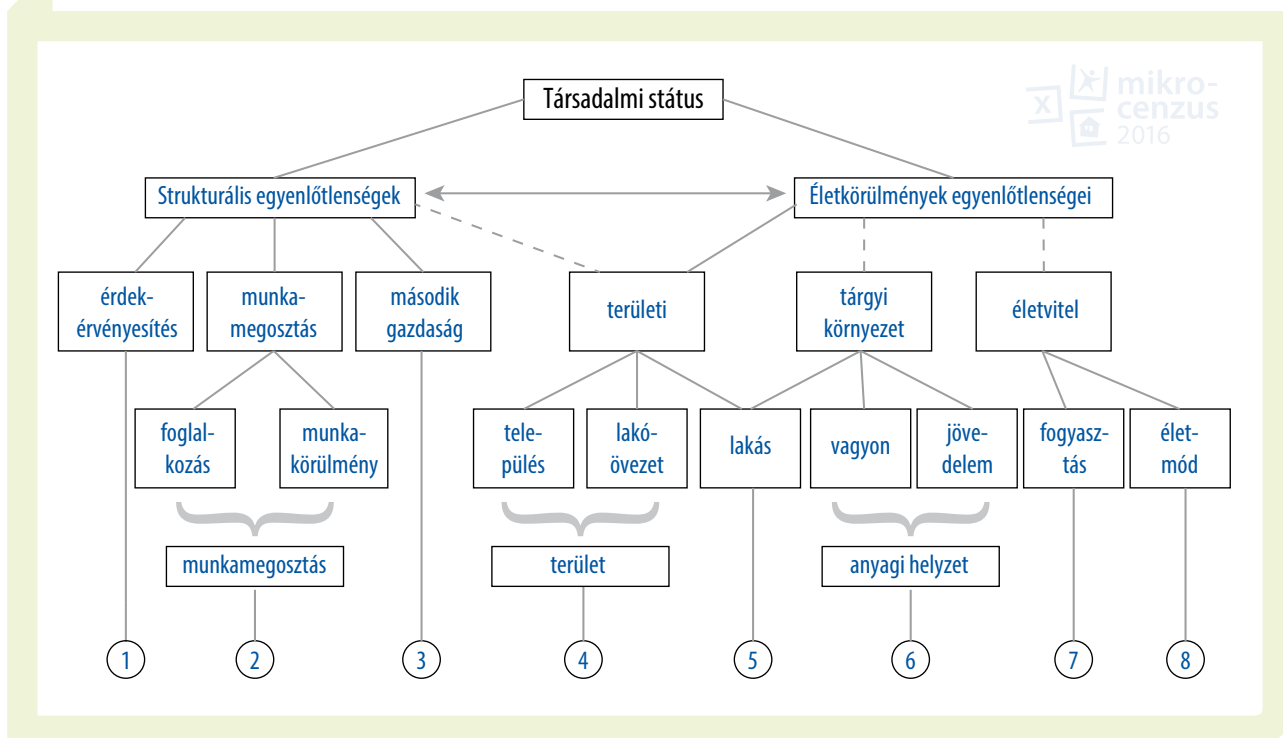 mikro-
cenzus
2016
x
Társadalmi státus
Strukturális egyenlőtlenségek
Életkörülmények egyenlőtlenségei
érdek-
érvényesítés
munka-
megosztás
második
gazdaság
területi
tárgyi
környezet
életvitel
foglal-
kozás
munka-
körülmény
tele-
pülés
lakó-
övezet
lakás
vagyon
jöve-
delem
fogyasz-
tás
élet-
mód
munkamegosztás
terület
anyagi helyzet
1
2
3
4
5
6
7
8